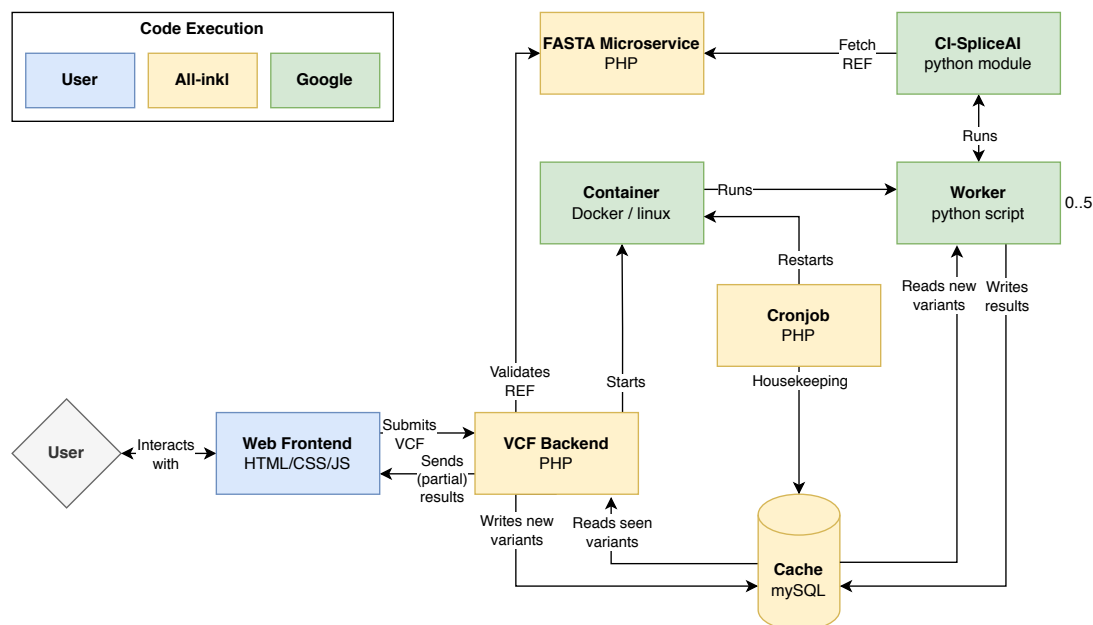 Code Execution
User
All-inkl
Google
FASTA Microservice
PHP
Fetch
REF
CI-SpliceAI
python module
Runs
Container
Docker / linux
Runs
Worker
python script
0..5
Restarts
Reads new
variants
Writes
results
Cronjob
PHP
Validates
REF
Starts
Housekeeping
User
Interacts
with
Web Frontend
HTML/CSS/JS
Submits
VCF
Sends
(partial)
results
VCF Backend
PHP
Writes new
variants
Reads seen
variants
Cache
mySQL